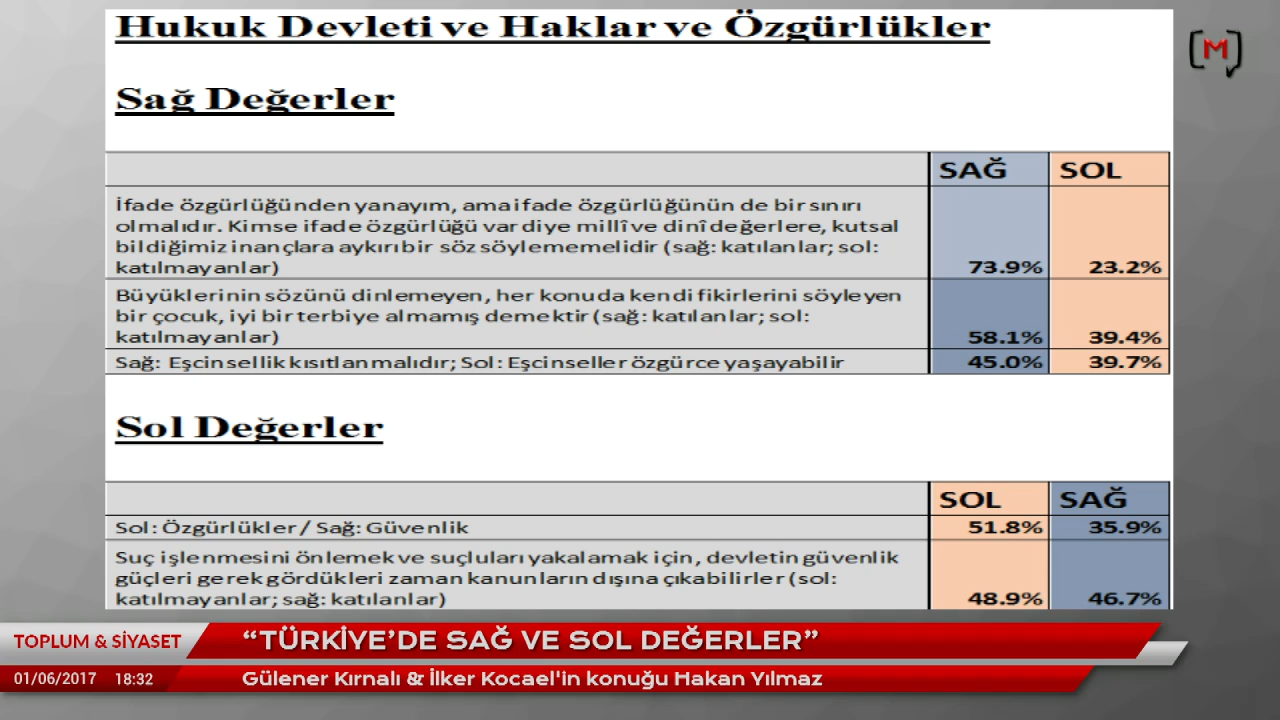 Hukuk Devleti ve Haklar ve Özgürlükler
[M]
Sağ Değerler
SAĞ SOL
İfade özgürlüğünden yanayım, ama ifade özgürlüğünün de bir sınırı
olmalıdır. Kimse ifade özgürlüğü var diye millî ve dinî değerlere, kutsal
bildiğimiz inançlara aykırı bir söz söylememelidir (sağ: katılanlar; sol:
katılmayanlar) 73.9% 23.2%
Büyüklerinin sözünü dinlemeyen, her konuda kendi fikirlerini söyleyen
bir çocuk, iyi bir terbiye almamış demektir (sağ: katılanlar; sol:
katılmayanlar) 58.1% 39.4%
Sağ: Eşcinsellik kısıtlanmalıdır; Sol: Eşcinseller özgürce yaşayabilir 45.0% 39.7%
Sol Değerler
SOL SAĞ
Sol: Özgürlükler / Sağ: Güvenlik 51.8% 35.9%
Suç işlenmesini önlemek ve suçluları yakalamak için, devletin güvenlik
güçleri gerek gördükleri zaman kanunların dışına çıkabilirler (sol:
katılmayanlar; sağ: katılanlar) 48.9% 46.7%
TOPLUM & SİYASET "TÜRKİYE'DE SAĞ VE SOL DEĞERLER"
01/06/2017 18:32 Gülener Kırnalı & İlker Kocael'in konuğu Hakan Yılmaz